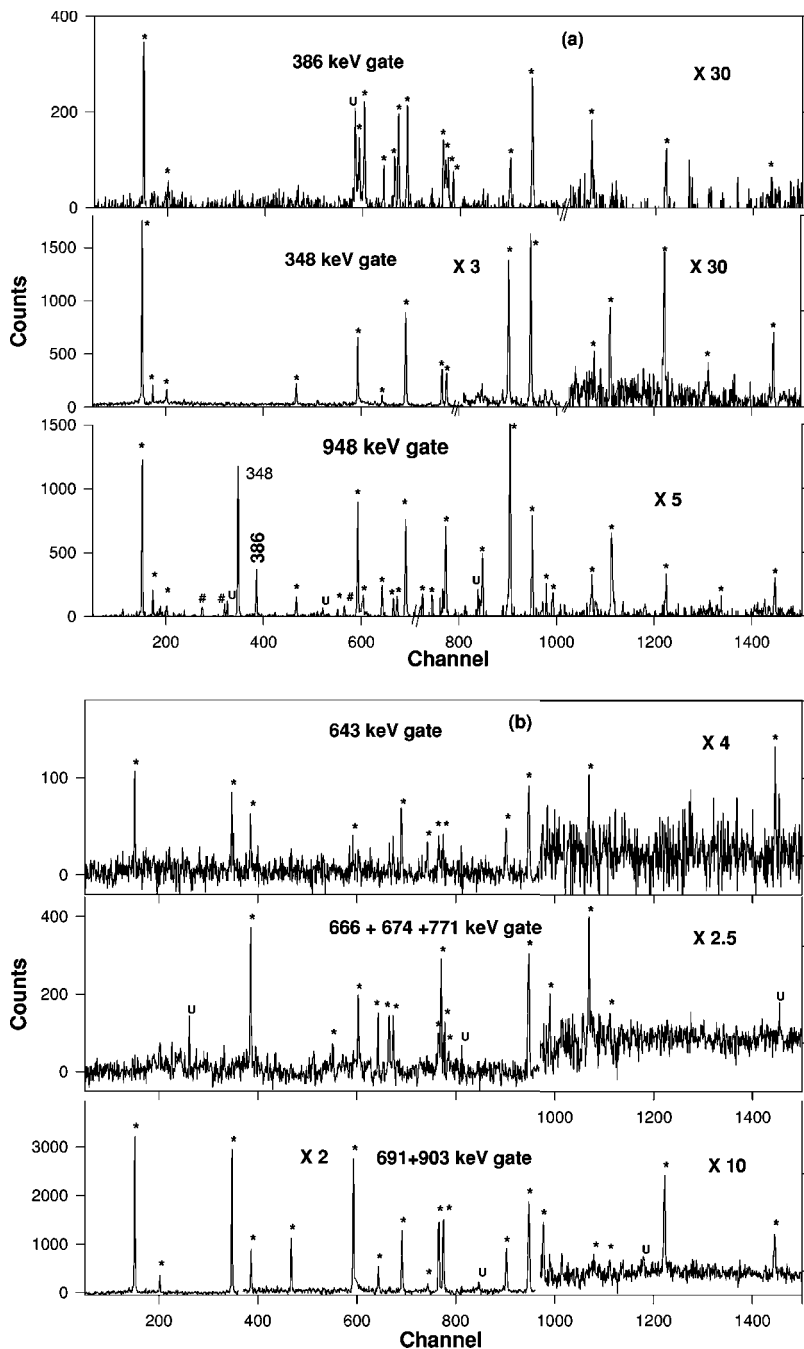 400
(a)
386 keV gate
X 30
U
200
0
1500
348 keV gate
X 3
X 30
1000
500
0
Counts
1500
948 keV gate
348
X 5
1000
386
500
# # U U # U
0
200 400 600 800 1000 1200 1400
Channel
643 keV gate
(b)
X 4
100
0
400
666 + 674 +771 keV gate
X 2.5
U U U
200
0
Counts
1000 1200 1400
3000
X 2
691+903 keV gate
X 10
2000
1000
U U
0
200 400 600 800 1000 1200 1400
Channel